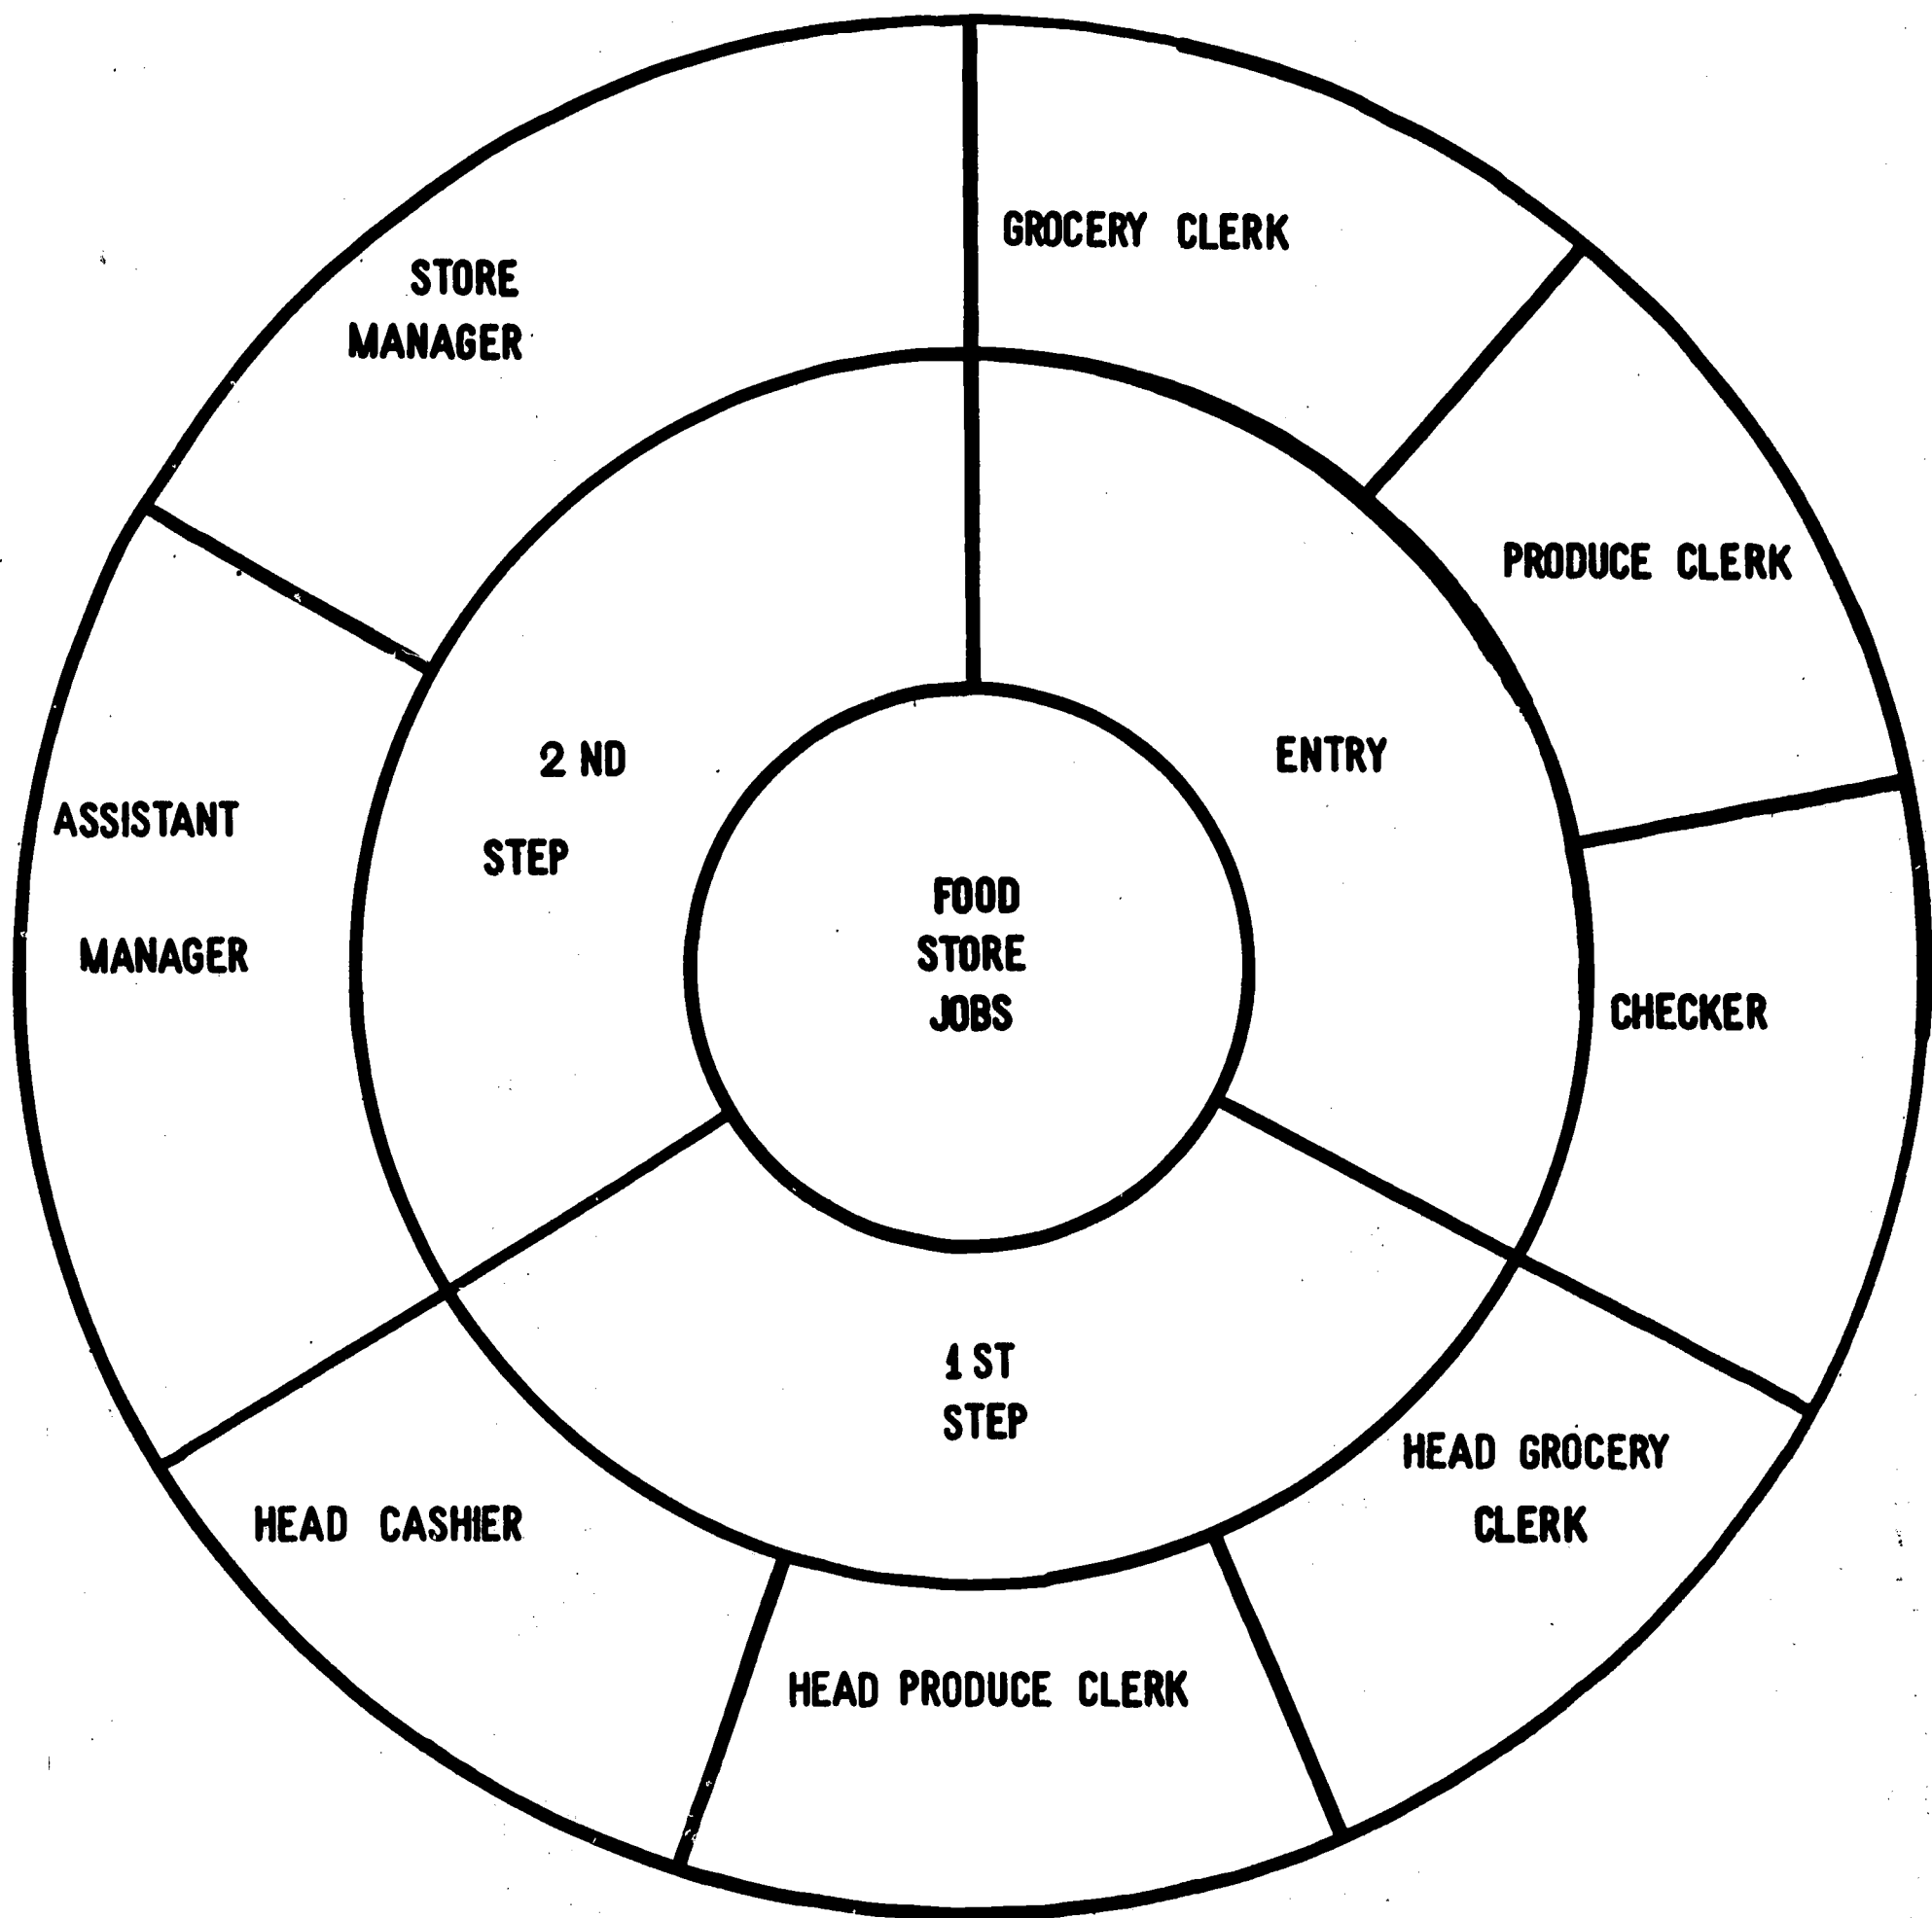 GROCERY CLERK
STORE
MANAGER
PRODUCE CLERK
2 ND
STEP
ENTRY
ASSISTANT
MANAGER
FOOD
STORE
JOBS
CHECKER
1 ST
STEP
HEAD GROCERY
CLERK
HEAD CASHIER
HEAD PRODUCE CLERK